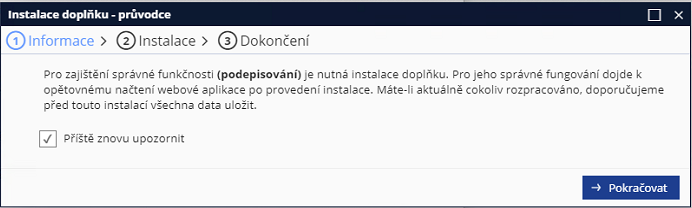 Instalace doplňku - průvodce
1 Informace > 2 Instalace > 3 Dokončení
Pro zajištění správné funkčnosti (podepisování) je nutná instalace doplňku. Pro jeho správné fungování dojde k
opětovnému načtení webové aplikace po provedení instalace. Máte-li aktuálně cokoliv rozpracováno, doporučujeme
před touto instalací všechna data uložit.
Příště znovu upozornit
Pokračovat